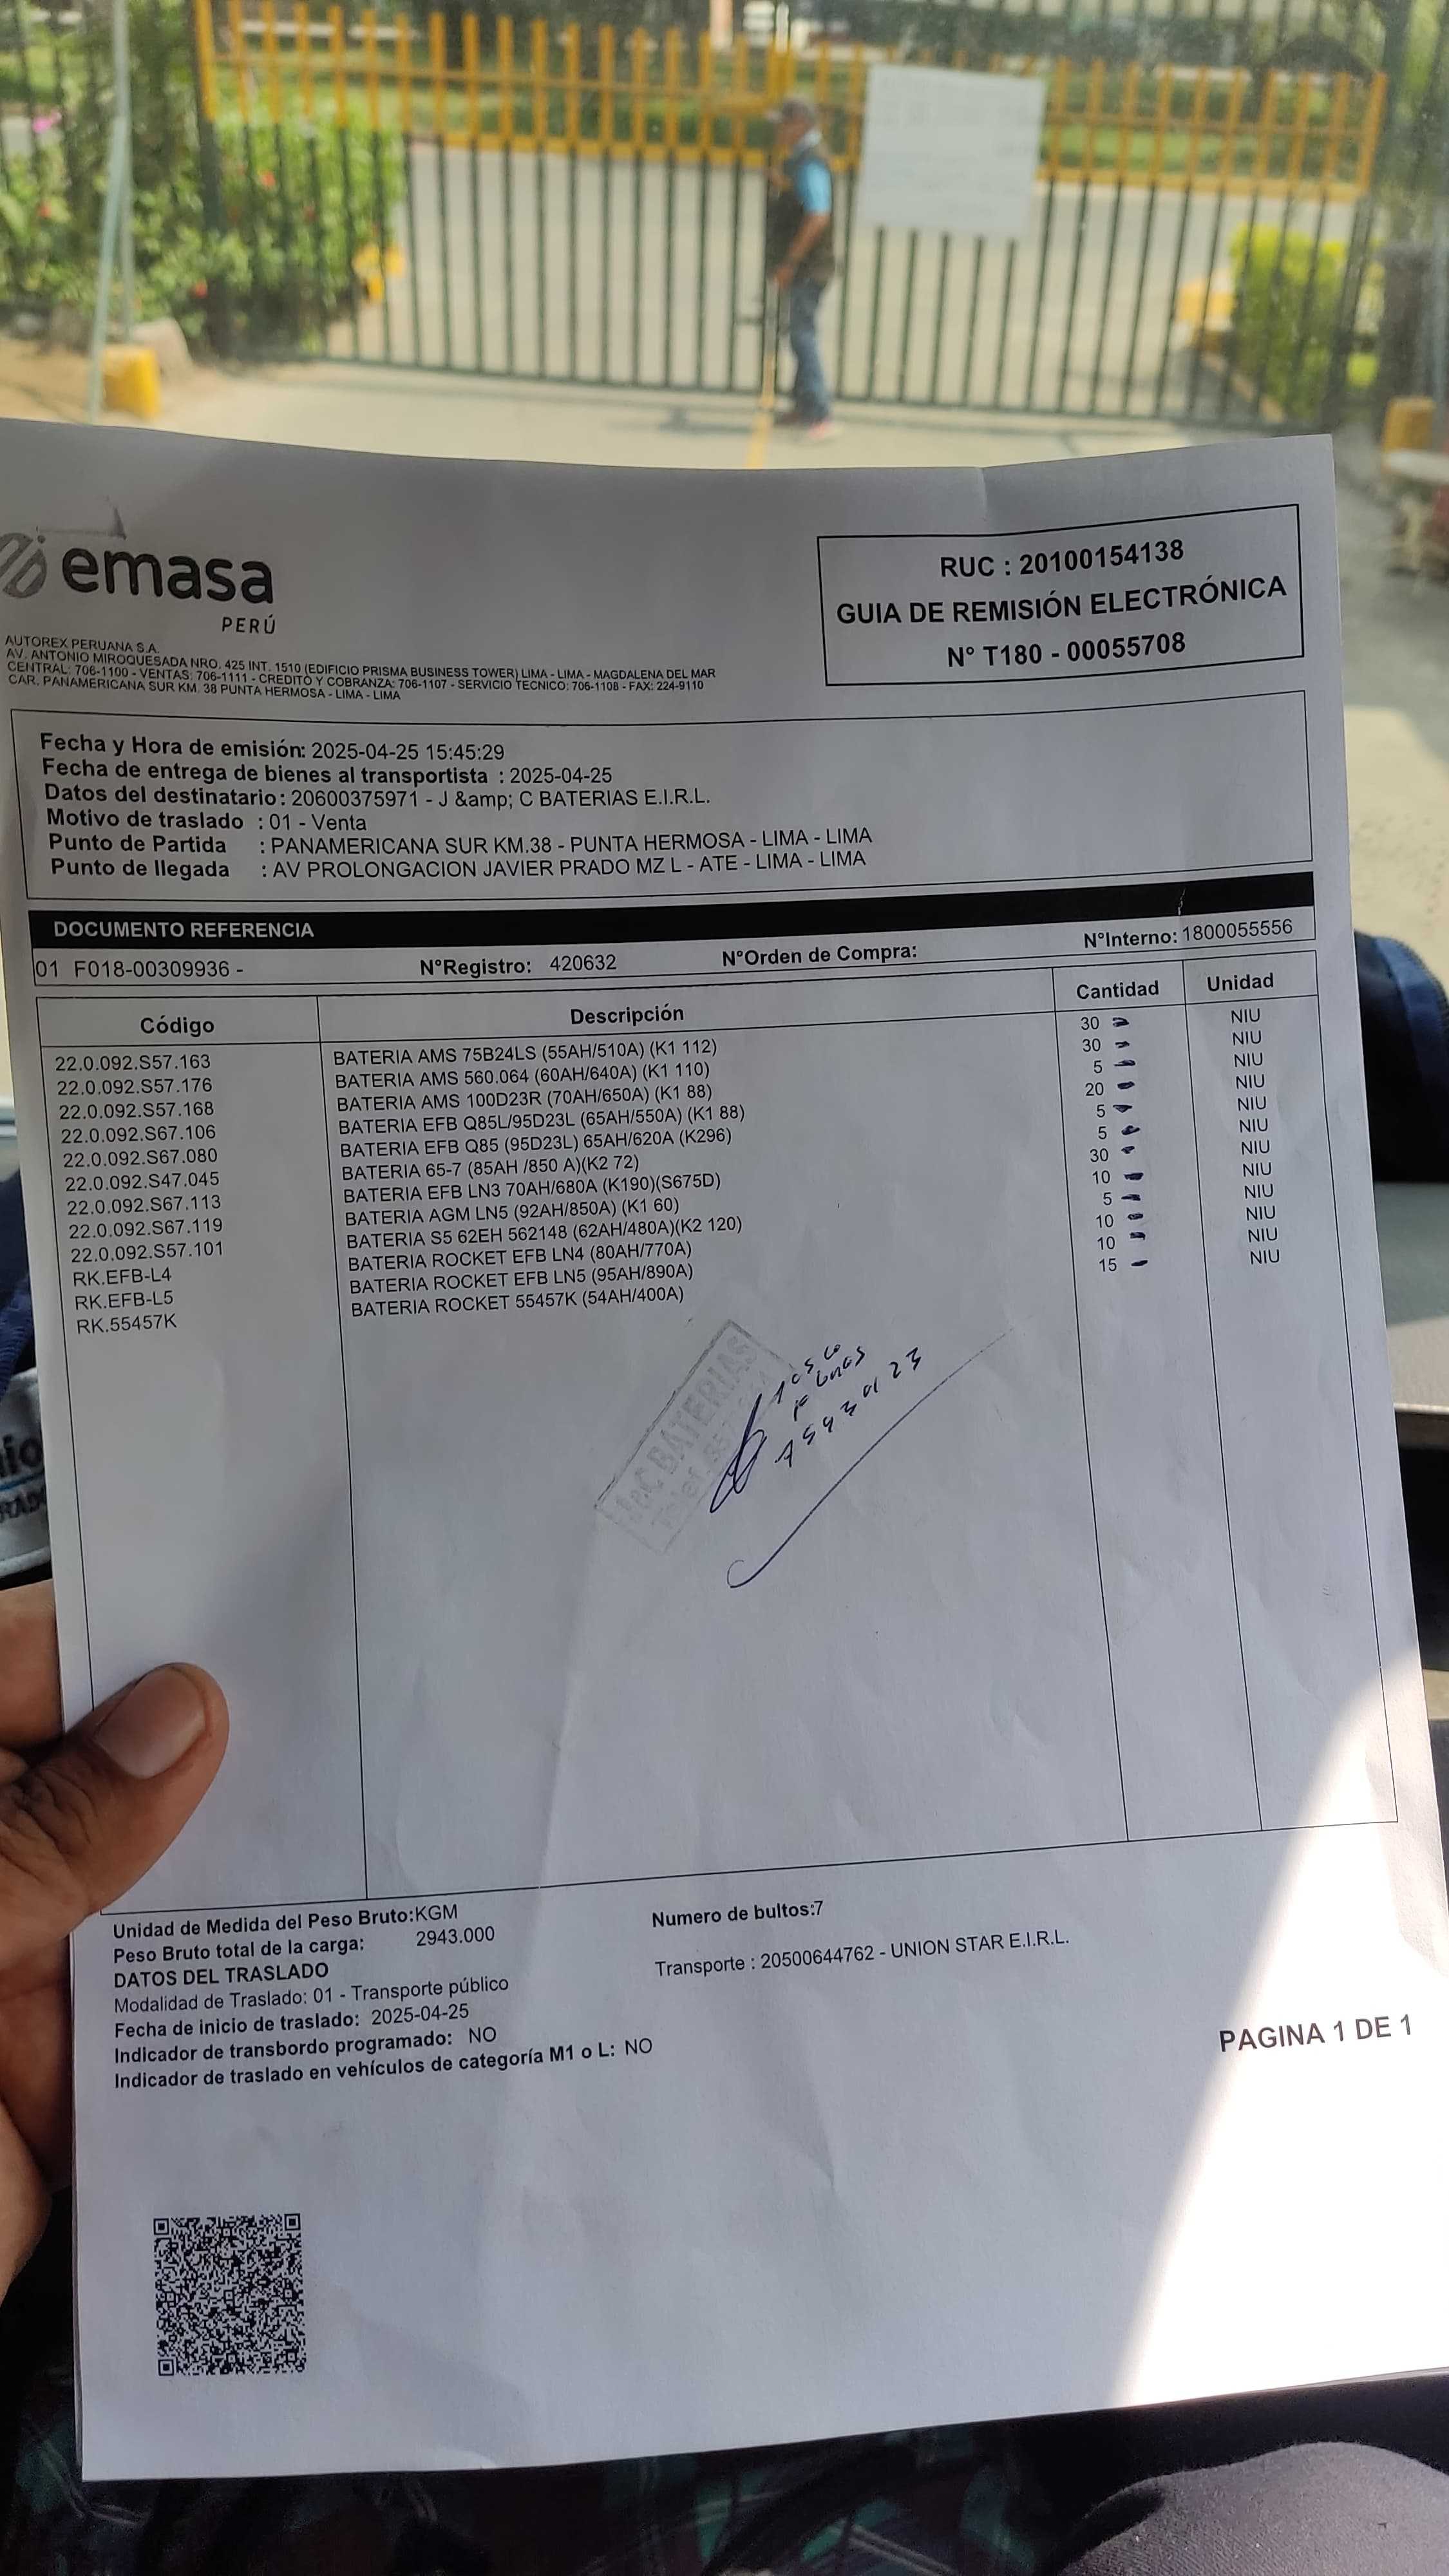 emasa
PERÚ
AUTOREX PERUANA S.A.
AV. ANTONIO MIROQUESADA NRO. 425 INT. 1510 (EDIFICIO PRISMA BUSINESS TOWER) LIMA - LIMA - MAGDALENA DEL MAR
CENTRAL: 706-1100 - VENTAS: 706-1111 - CREDITO Y COBRANZA: 706-1107 - SERVICIO TECNICO: 706-1108 - FAX: 224-9110
CAR. PANAMERICANA SUR KM. 38 PUNTA HERMOSA - LIMA - LIMA
RUC : 20100154138
GUIA DE REMISIÓN ELECTRÓNICA
N° T180 - 00055708
Fecha y Hora de emisión: 2025-04-25 15:45:29
Fecha de entrega de bienes al transportista : 2025-04-25
Datos del destinatario: 20600375971 - J &amp; C BATERIAS E.I.R.L.
Motivo de traslado : 01 - Venta
Punto de Partida : PANAMERICANA SUR KM.38 - PUNTA HERMOSA - LIMA - LIMA
Punto de llegada : AV PROLONGACION JAVIER PRADO MZ L - ATE - LIMA - LIMA
DOCUMENTO REFERENCIA
01 F018-00309936 - N°Registro: 420632 N°Orden de Compra: N°Interno: 1800055556
Código Descripción Cantidad Unidad
22.0.092.S57.163 BATERIA AMS 75B24LS (55AH/510A) (K1 112) 30 NIU
22.0.092.S57.176 BATERIA AMS 560.064 (60AH/640A) (K1 110) 30 NIU
22.0.092.S57.168 BATERIA AMS 100D23R (70AH/650A) (K1 88) 5 NIU
22.0.092.S67.106 BATERIA EFB Q85L/95D23L (65AH/550A) (K1 88) 20 NIU
22.0.092.S67.080 BATERIA EFB Q85 (95D23L) 65AH/620A (K296) 5 NIU
22.0.092.S47.045 BATERIA 65-7 (85AH /850 A)(K2 72) 5 NIU
22.0.092.S67.113 BATERIA EFB LN3 70AH/680A (K190)(S675D) 30 NIU
22.0.092.S67.119 BATERIA AGM LN5 (92AH/850A) (K1 60) 10 NIU
22.0.092.S57.101 BATERIA S5 62EH 562148 (62AH/480A)(K2 120) 5 NIU
RK.EFB-L4 BATERIA ROCKET EFB LN4 (80AH/770A) 10 NIU
RK.EFB-L5 BATERIA ROCKET EFB LN5 (95AH/890A) 10 NIU
RK.55457K BATERIA ROCKET 55457K (54AH/400A) 15 NIU
BATERIAS
Unidad de Medida del Peso Bruto:KGM Numero de bultos:7
Peso Bruto total de la carga: 2943.000
DATOS DEL TRASLADO Transporte : 20500644762 - UNION STAR E.I.R.L.
Modalidad de Traslado: 01 - Transporte público
Fecha de inicio de traslado: 2025-04-25
Indicador de transbordo programado: NO
Indicador de traslado en vehículos de categoría M1 o L: NO
PAGINA 1 DE 1